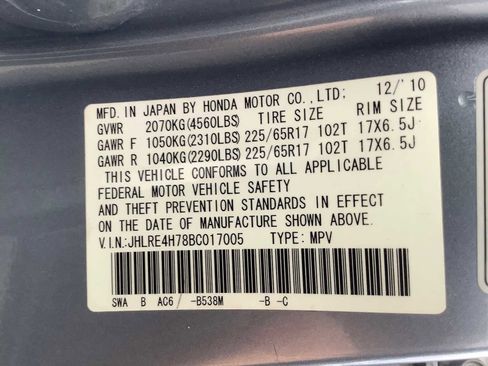 MFD. IN JAPAN BY HONDA MOTOR CO., LTD: 12/'10
GVWR 2070KG(4560LBS) TIRE SIZE RIM SIZE
GAWR F 1050KG(2310LBS) 225/65R17 102T 17X6.5J
GAWR R 1040KG(2290LBS) 225/65R17 102T 17X6.5J
THIS VEHICLE CONFORMS TO ALL APPLICABLE
FEDERAL MOTOR VEHICLE SAFETY
AND THEFT PREVENTION STANDARDS IN EFFECT
ON THE DATE OF MANUFACTURE SHOWN ABOVE.
V.IN:JHLRE4H78BC017005 TYPE: MPV
SWA B AC6/ -B538M -B -C